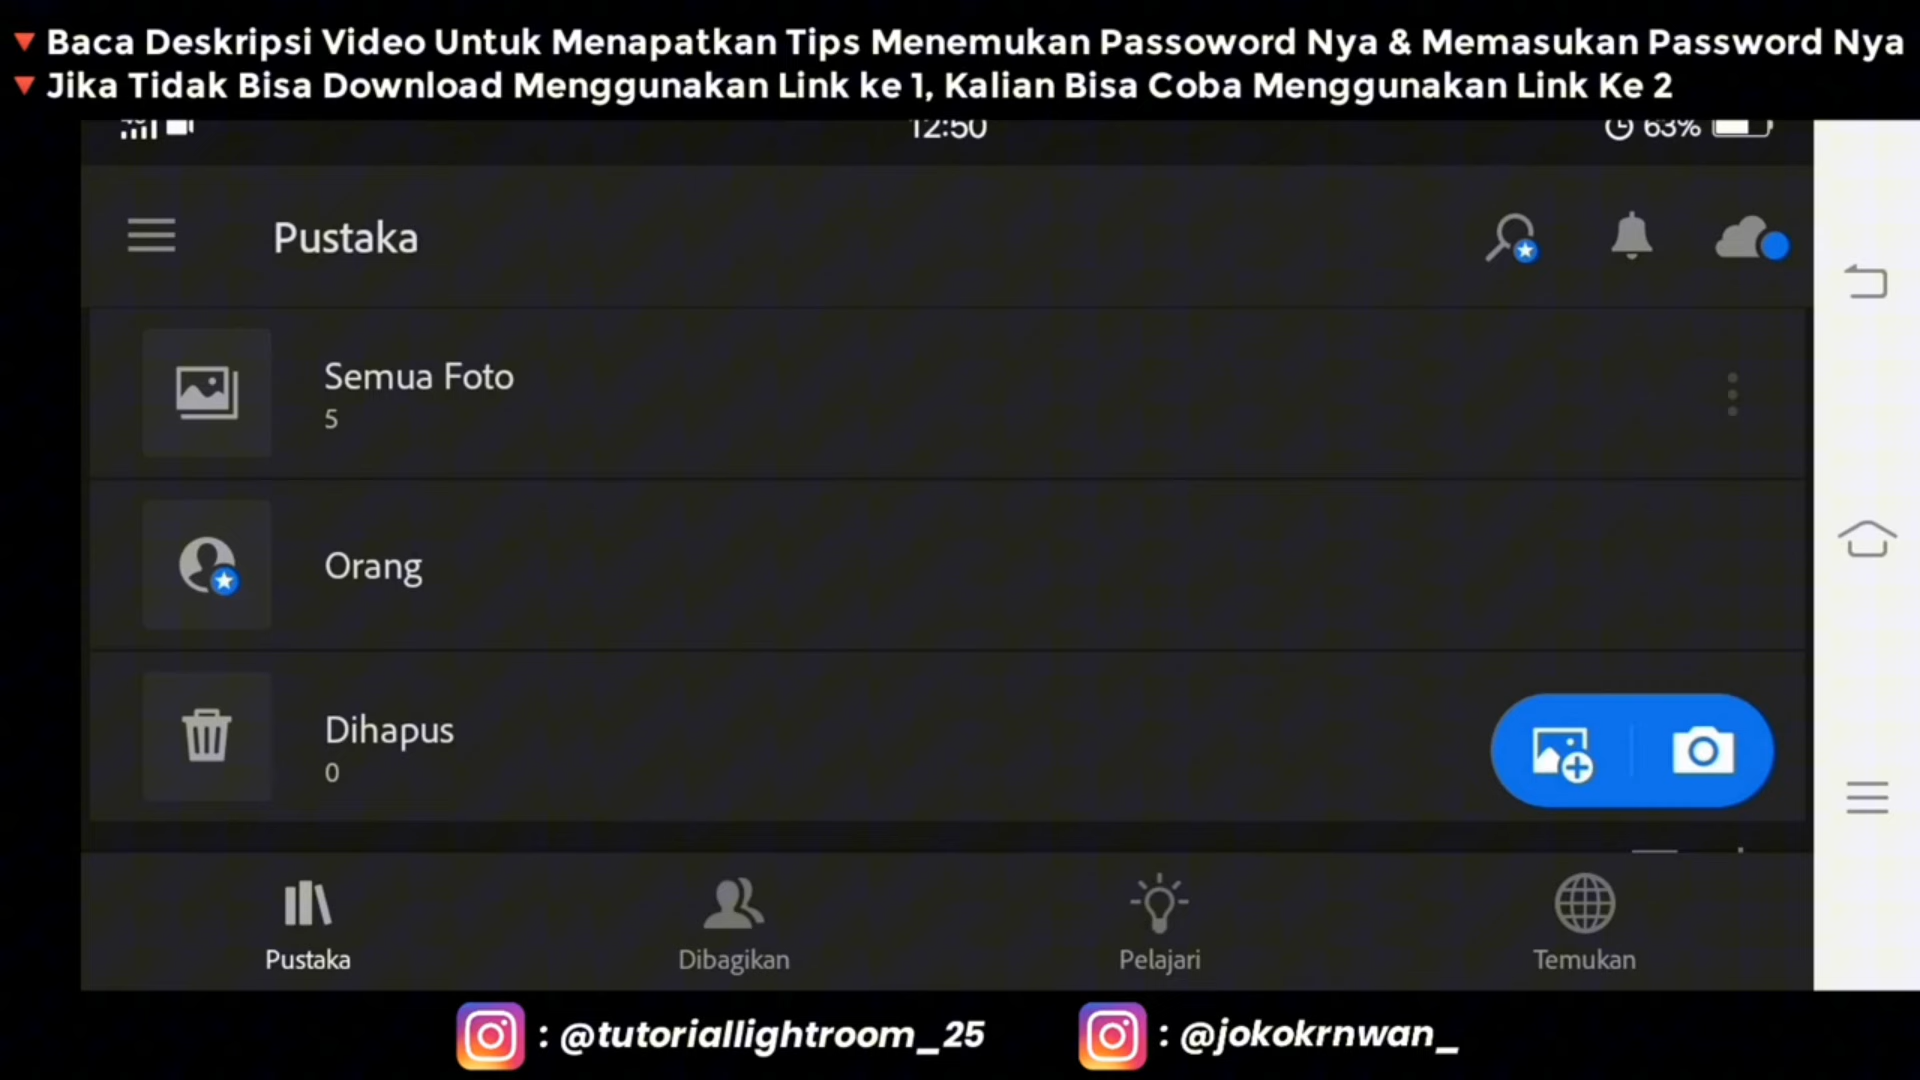 Baca Deskripsi Video Untuk Menapatkan Tips Menemukan Passoword Nya & Memasukan Password Nya
Jika Tidak Bisa Download Menggunakan Link ke 1, Kalian Bisa Coba Menggunakan Link Ke 2
4G 12:50 63%
Pustaka
Semua Foto
5
Orang
Dihapus
0
Pustaka Dibagikan Pelajari Temukan
: @tutoriallightroom_25 : @jokokrnwan_